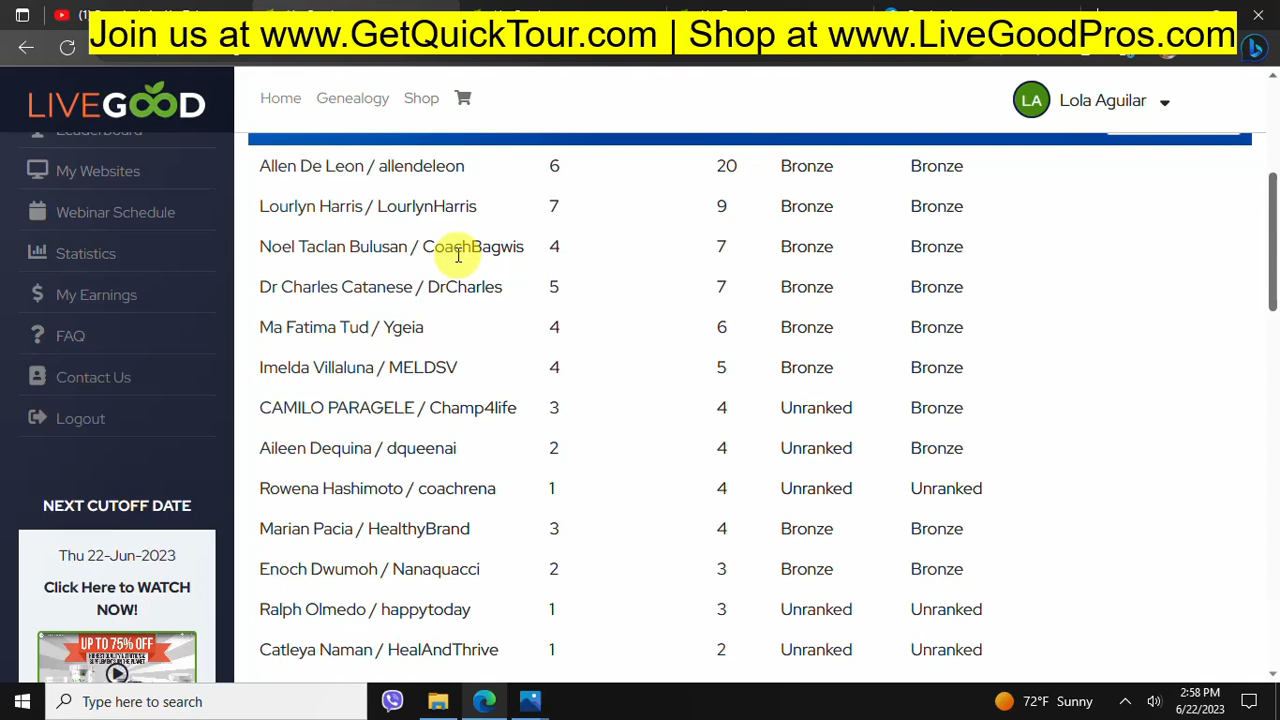 Join us at www.GetQuickTour.com | Shop at www.LiveGoodPros.com
LIVEGOOD
Home Genealogy Shop
LA Lola Aguilar
My Websites
Webinar Schedule
Statistics
My Earnings
FAQ
Contact Us
Logout
NEXT CUTOFF DATE
Thu 22-Jun-2023
Click Here to WATCH
NOW!
UP TO 75% OFF
Allen De Leon / allendeleon 6 20 Bronze Bronze
Lourlyn Harris / LourlynHarris 7 9 Bronze Bronze
Noel Taclan Bulusan / CoachBagwis 4 7 Bronze Bronze
Dr Charles Catanese / DrCharles 5 7 Bronze Bronze
Ma Fatima Tud / Ygeia 4 6 Bronze Bronze
Imelda Villaluna / MELDSV 4 5 Bronze Bronze
CAMILO PARAGELE / Champ4life 3 4 Unranked Bronze
Aileen Dequina / dqueenai 2 4 Unranked Bronze
Rowena Hashimoto / coachrena 1 4 Unranked Unranked
Marian Pacia / HealthyBrand 3 4 Bronze Bronze
Enoch Dwumoh / Nanaquacci 2 3 Bronze Bronze
Ralph Olmedo / happytoday 1 3 Unranked Unranked
Catleya Naman / HealAndThrive 1 2 Unranked Unranked
Type here to search
72°F Sunny
2:58 PM
6/22/2023